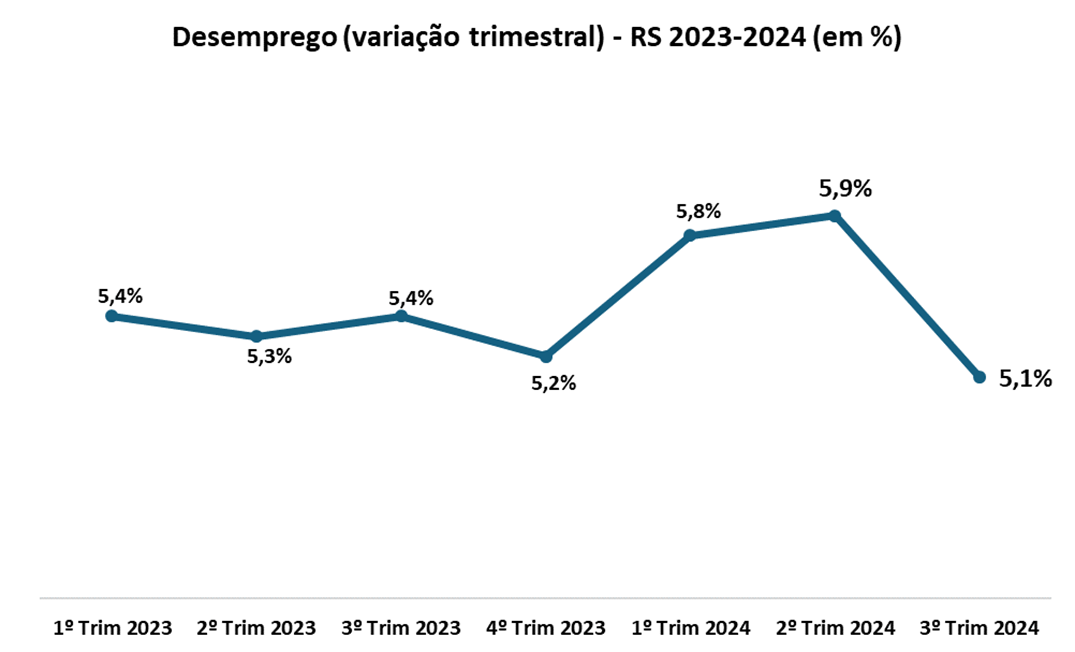 Desemprego (variação trimestral) - RS 2023-2024 (em %)
5,4%
5,3%
5,4%
5,2%
5,8%
5,9%
5,1%
1º Trim 2023
2º Trim 2023
3º Trim 2023
4º Trim 2023
1º Trim 2024
2º Trim 2024
3º Trim 2024